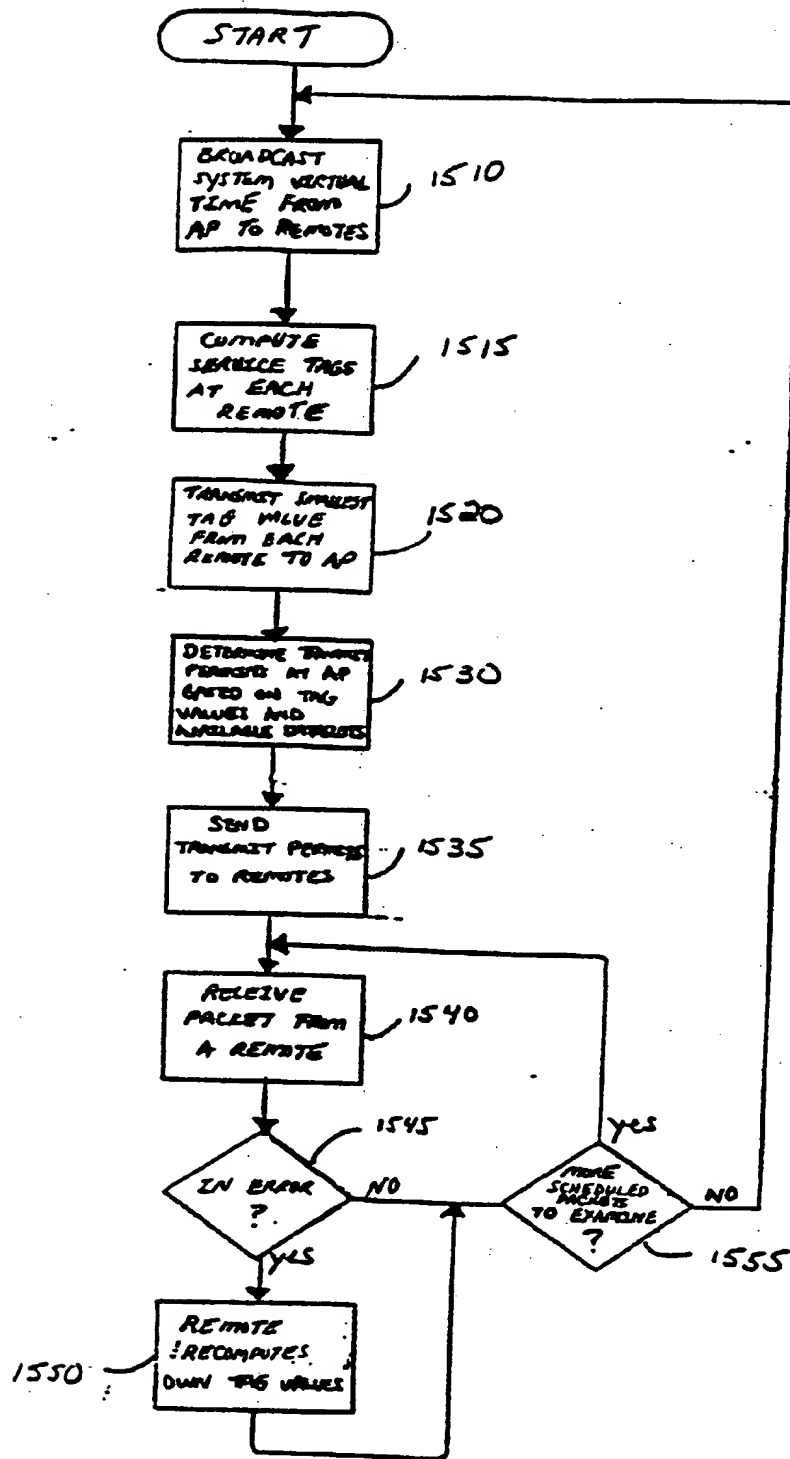 START
BROADCAST
SYSTEM VIRTUAL
TIME FROM
AP TO REMOTES
1510
COMPUTE
SERVICE TAGS
AT EACH
REMOTE
1515
TRANSMIT SMALLEST
TAG VALUE
FROM EACH
REMOTE TO AP
1520
DETERMINE TRANSMIT
PERMITS AT AP
BASED ON TAG
VALUES AND
AVAILABLE
1530
SEND
TRANSMIT PERMITS
TO REMOTES
1535
RECEIVE
PACKET FROM
A REMOTE
1540
IN ERROR
?
1545
NO
yes
MORE
SCHEDULED
PACKETS
TO EXAMINE
?
yes
NO
1555
REMOTE
RECOMPUTES
OWN TAG VALUES
1550